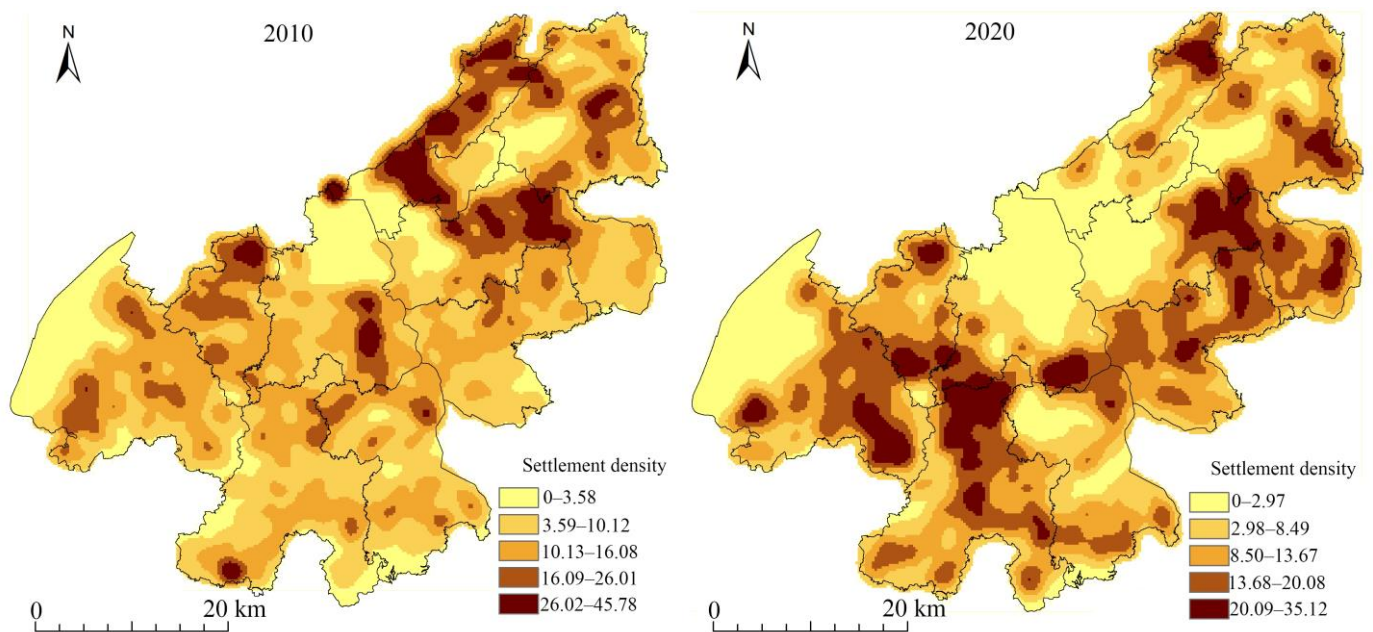 N
2010
Settlement density
0–3.58
3.59–10.12
10.13–16.08
16.09–26.01
26.02–45.78
0 20 km
N
2020
Settlement density
0–2.97
2.98–8.49
8.50–13.67
13.68–20.08
20.09–35.12
0 20 km